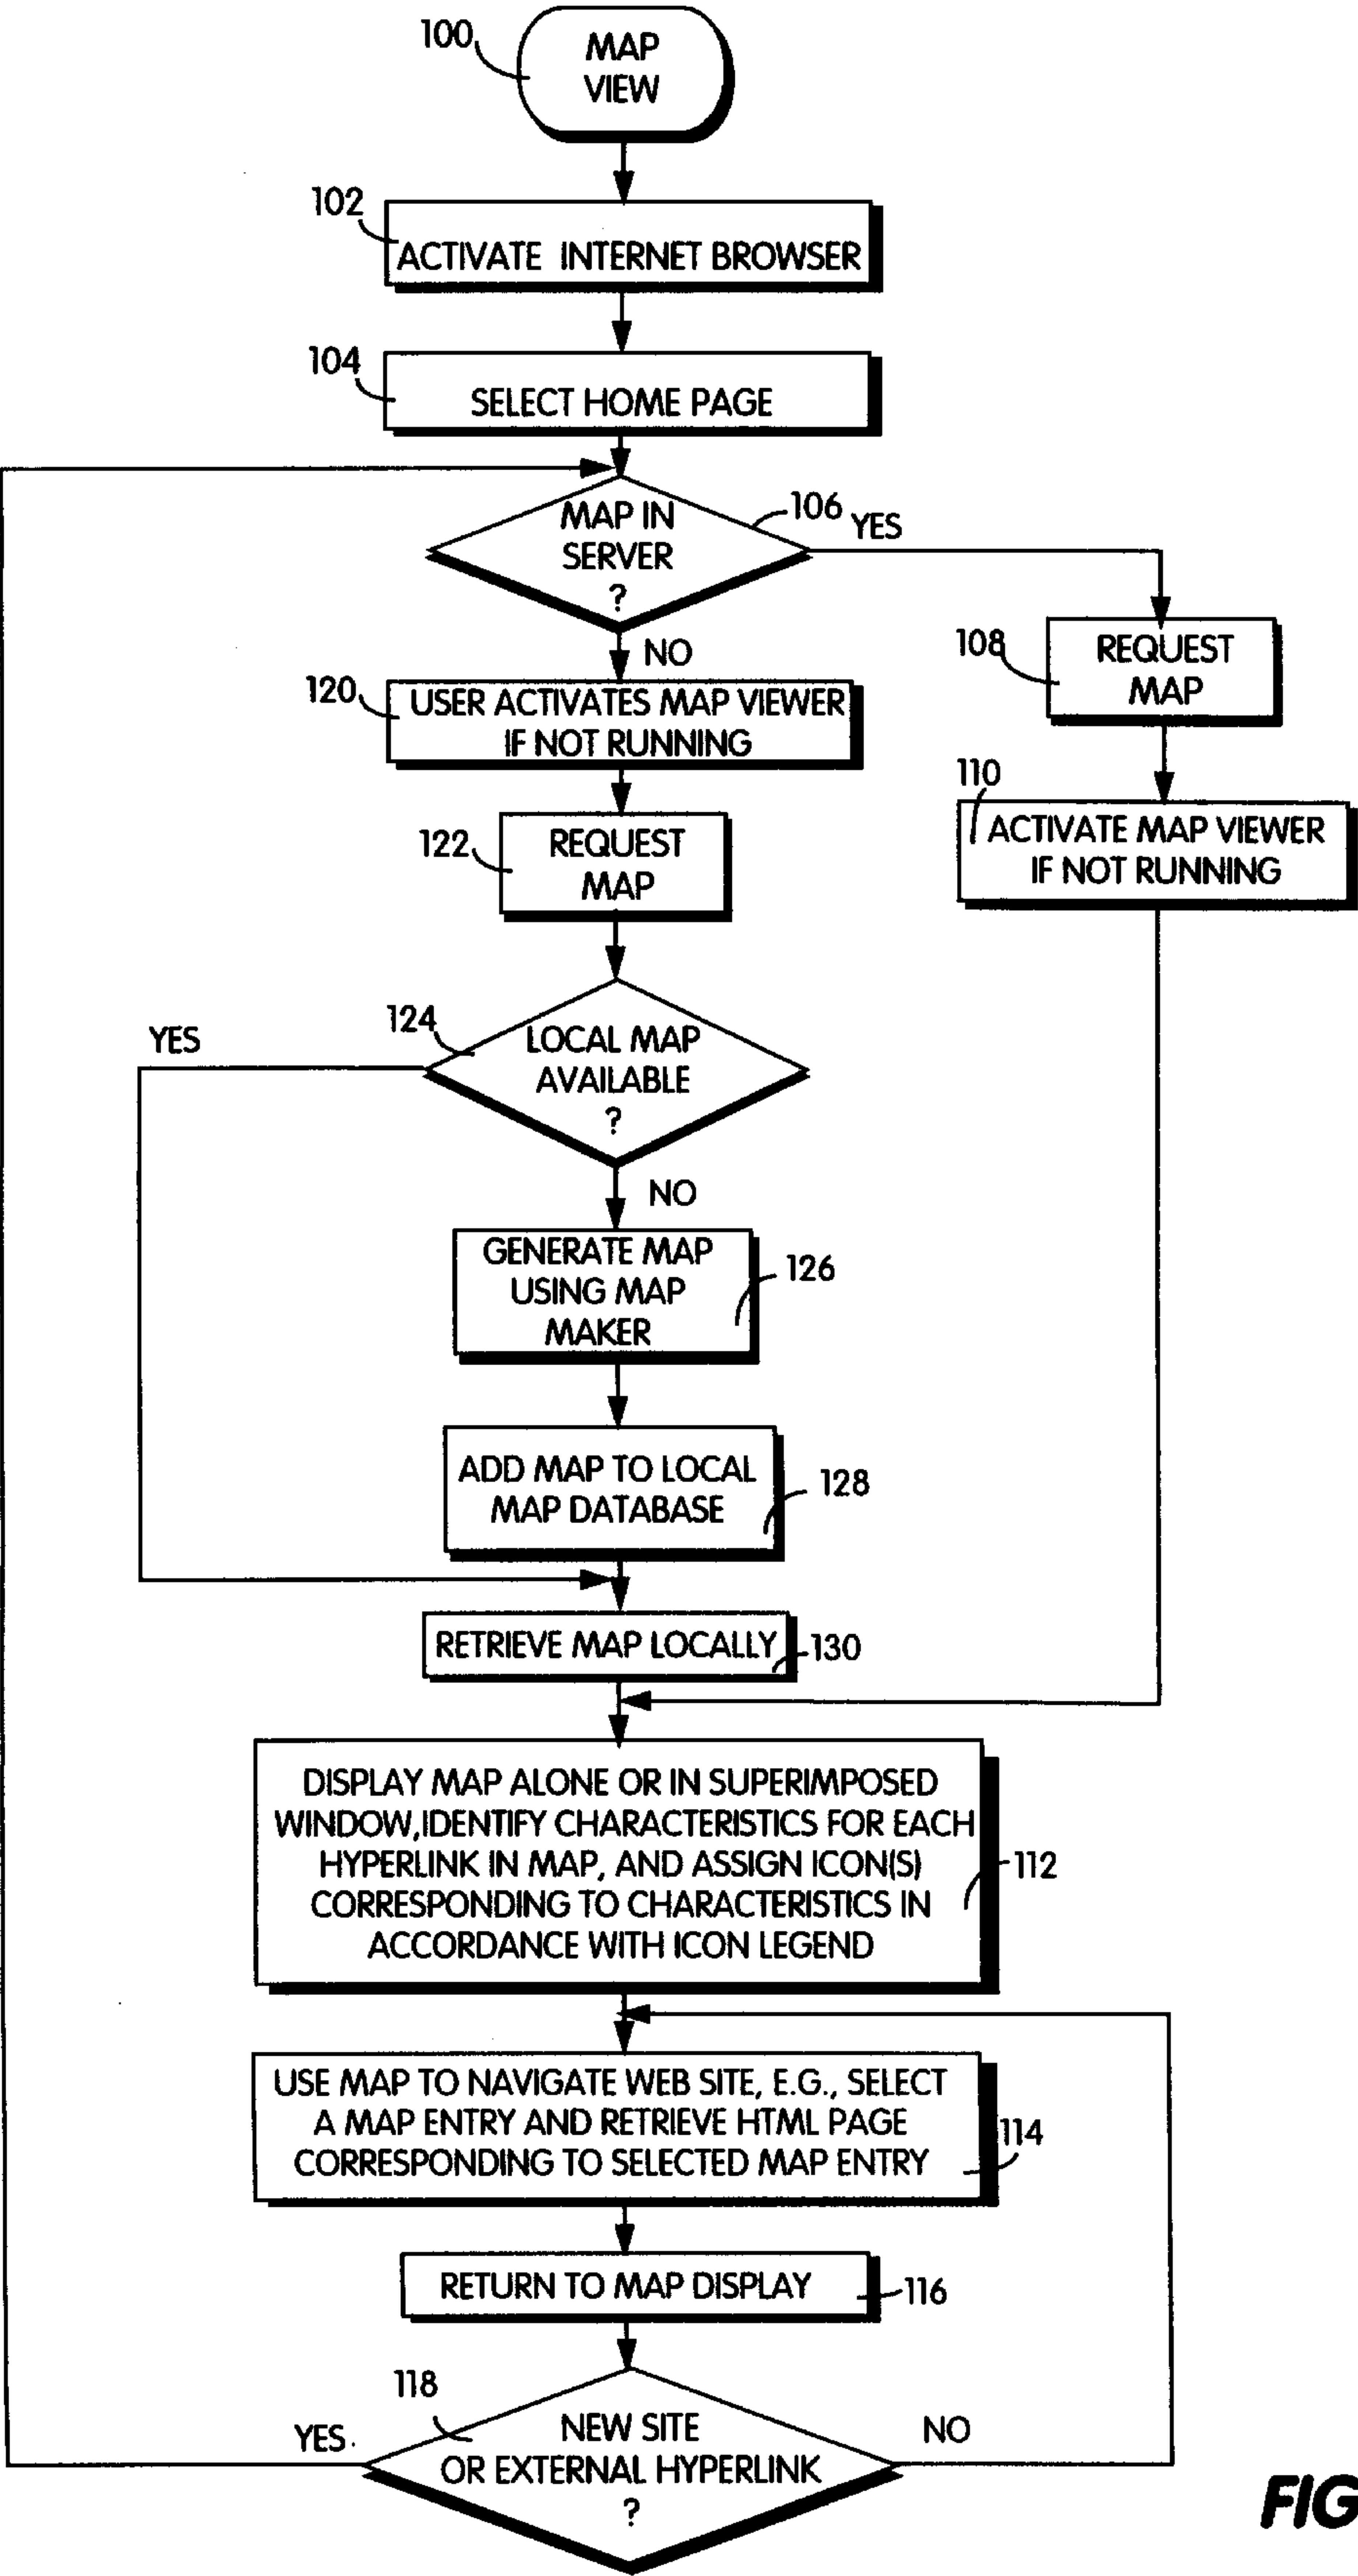 100
MAP
VIEW
102
ACTIVATE INTERNET BROWSER
104
SELECT HOME PAGE
MAP IN
SERVER
?
106
YES
NO
108
REQUEST
MAP
120
USER ACTIVATES MAP VIEWER
IF NOT RUNNING
110
ACTIVATE MAP VIEWER
IF NOT RUNNING
122
REQUEST
MAP
124
YES
LOCAL MAP
AVAILABLE
?
NO
GENERATE MAP
USING MAP
MAKER
126
ADD MAP TO LOCAL
MAP DATABASE
128
RETRIEVE MAP LOCALLY
130
DISPLAY MAP ALONE OR IN SUPERIMPOSED
WINDOW,IDENTIFY CHARACTERISTICS FOR EACH
HYPERLINK IN MAP, AND ASSIGN ICON(S)
CORRESPONDING TO CHARACTERISTICS IN
ACCORDANCE WITH ICON LEGEND
112
USE MAP TO NAVIGATE WEB SITE, E.G., SELECT
A MAP ENTRY AND RETRIEVE HTML PAGE
CORRESPONDING TO SELECTED MAP ENTRY
114
RETURN TO MAP DISPLAY
116
118
YES
NEW SITE
OR EXTERNAL HYPERLINK
?
NO
FIG